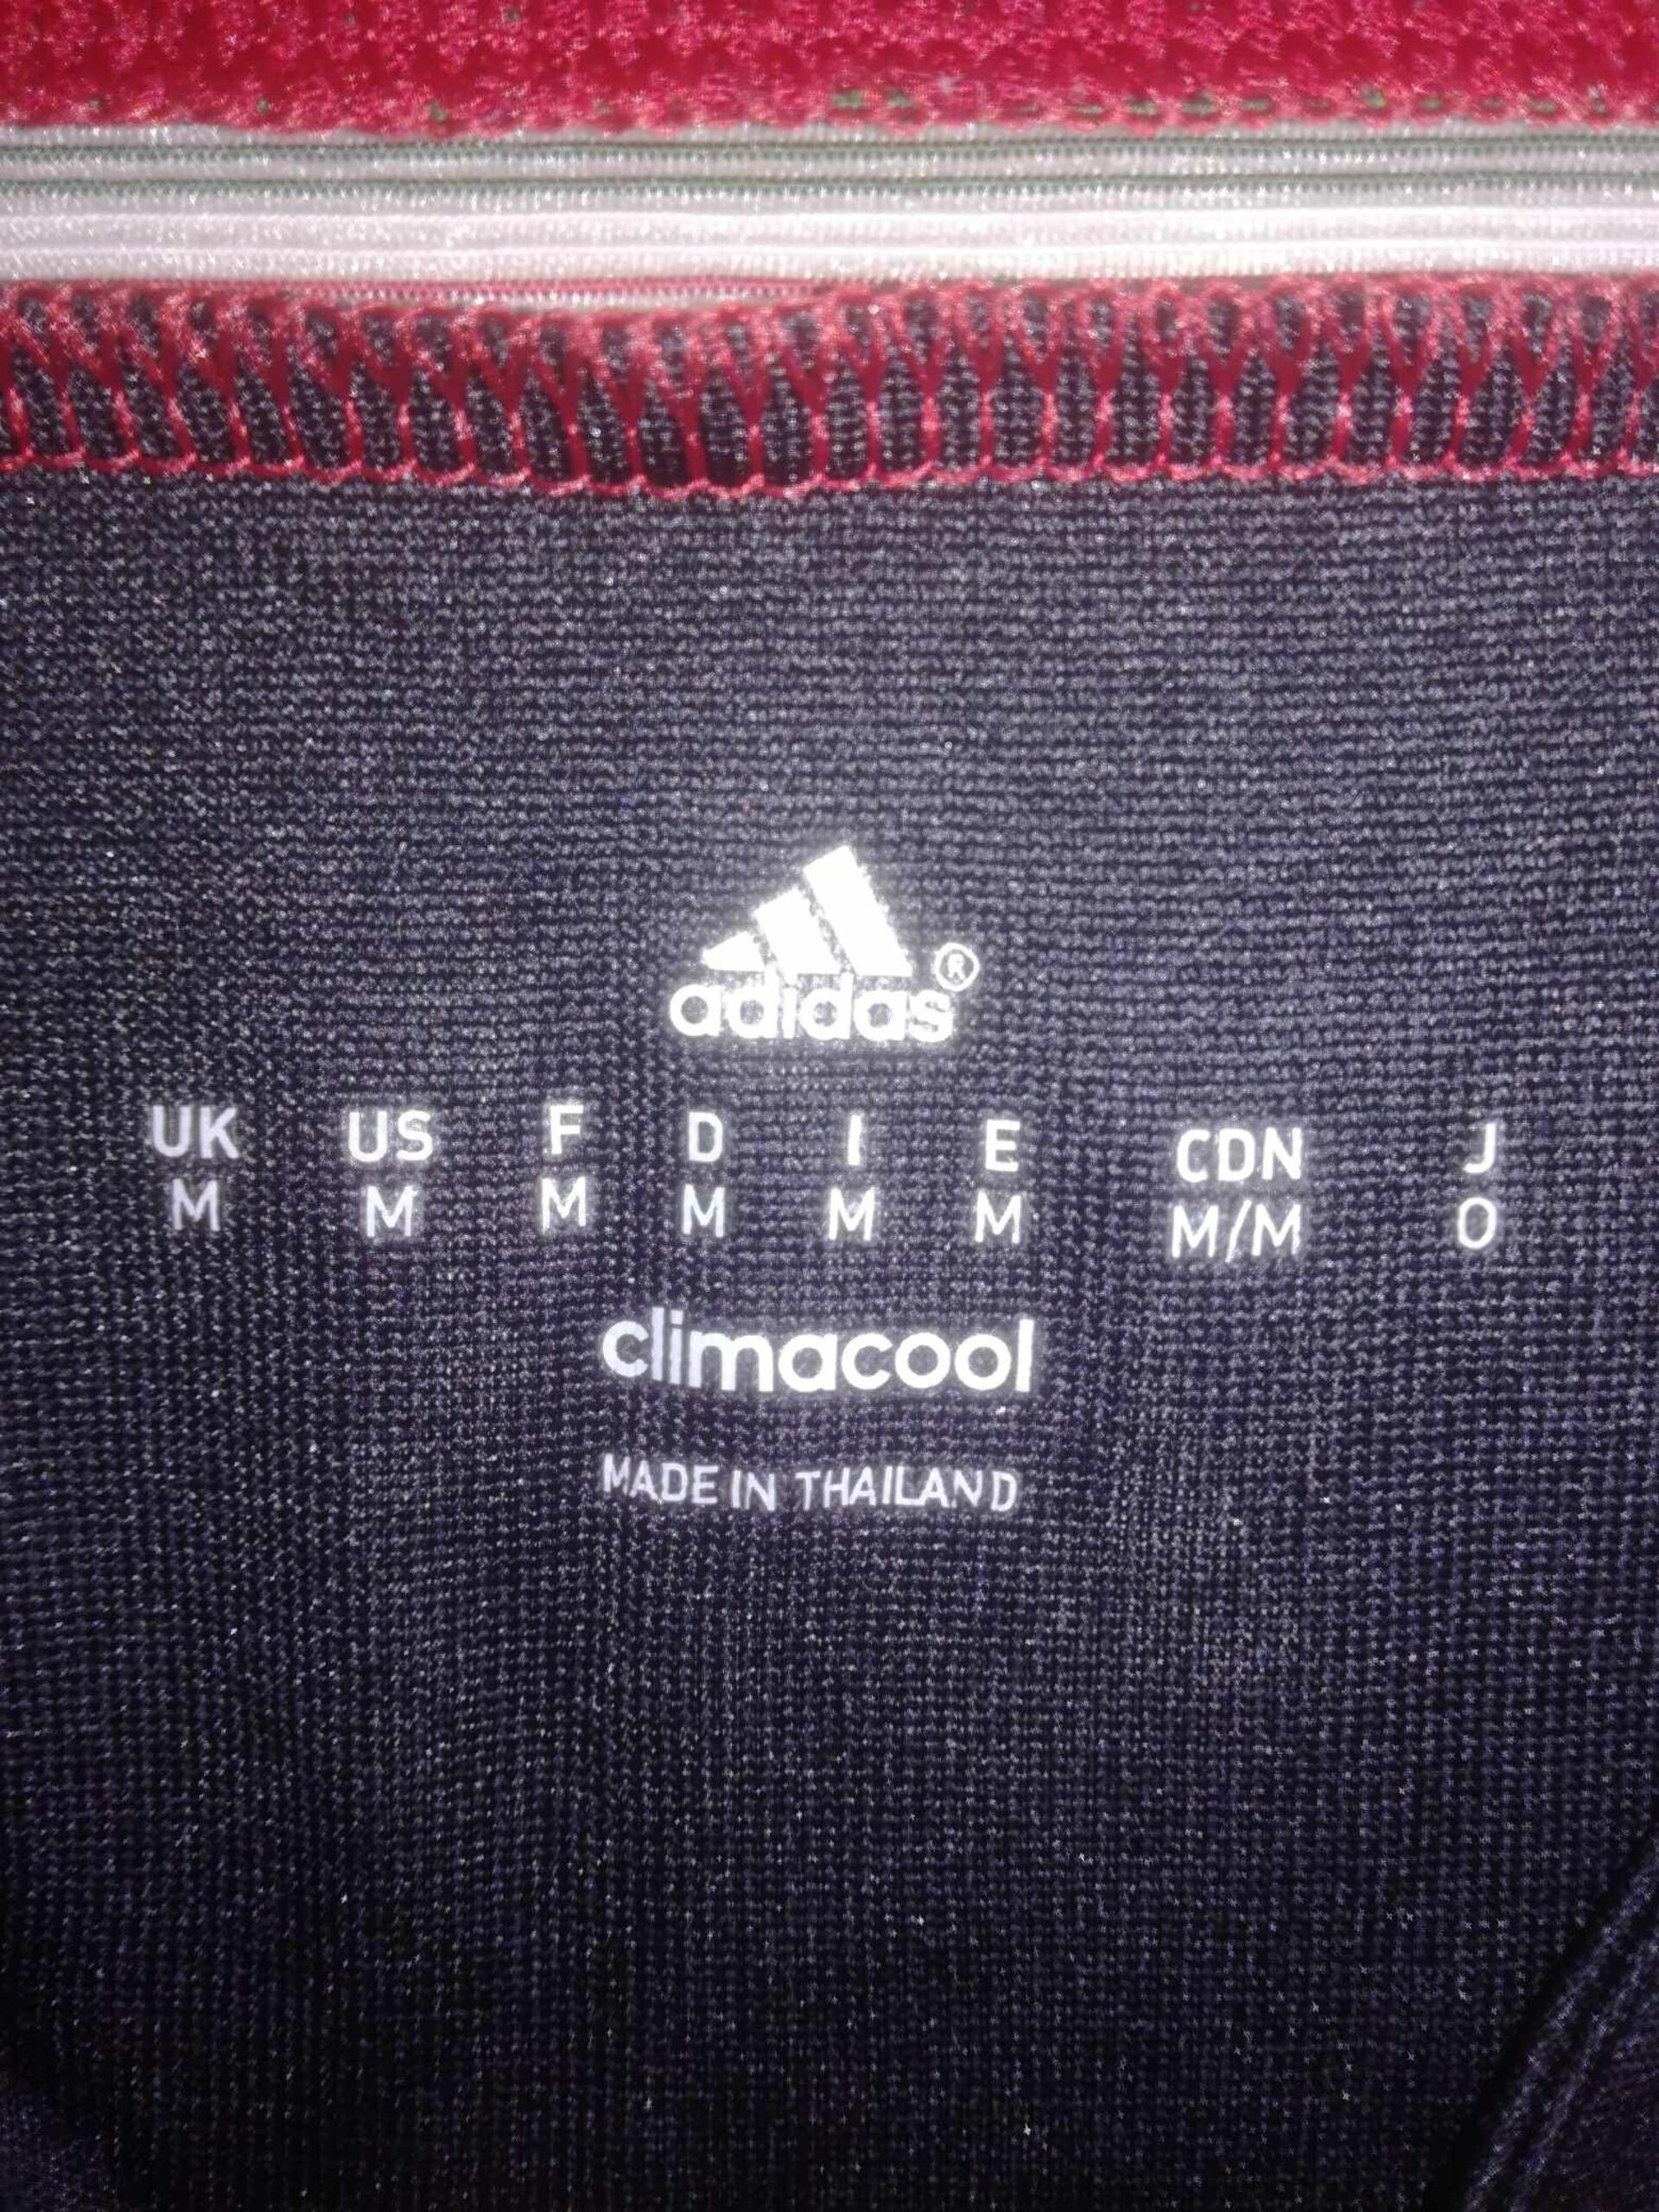 adidas®
UK US F D I E CDN J
M M M M M M M/M O
climacool
MADE IN THAILAND